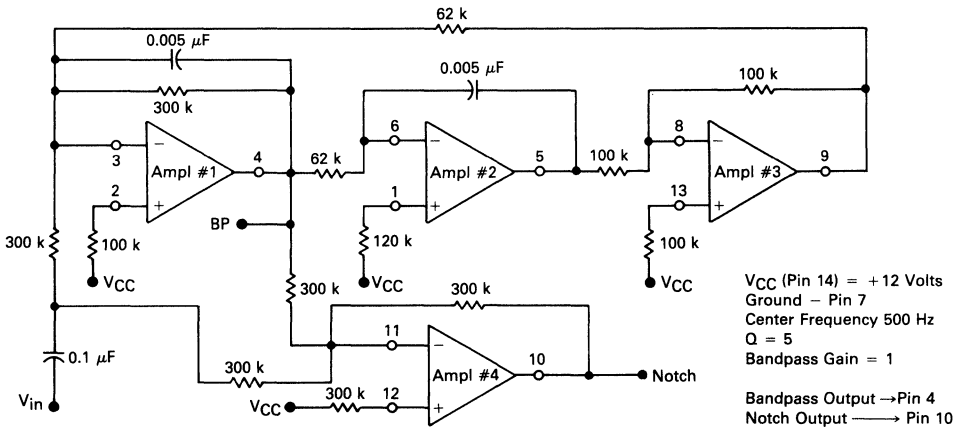 62 k
0.005 μF
300 k
0.005 μF
100 k
3
Ampl #1
4
2
62 k
6
Ampl #2
5
1
100 k
8
Ampl #3
9
13
BP
300 k
100 k
VCC
120 k
VCC
100 k
VCC
300 k
300 k
0.1 μF
Vin
300 k
11
Ampl #4
10
Notch
VCC
300 k
12
VCC (Pin 14) = +12 Volts
Ground – Pin 7
Center Frequency 500 Hz
Q = 5
Bandpass Gain = 1
Bandpass Output → Pin 4
Notch Output → Pin 10